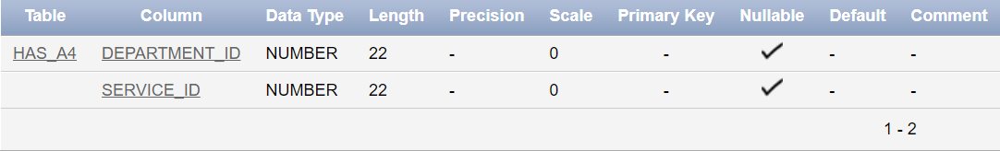 Table Column Data Type Length Precision Scale Primary Key Nullable Default Comment
HAS_A4 DEPARTMENT_ID NUMBER 22 - 0 - ✓ - -
SERVICE_ID NUMBER 22 - 0 - ✓ - -
1 - 2